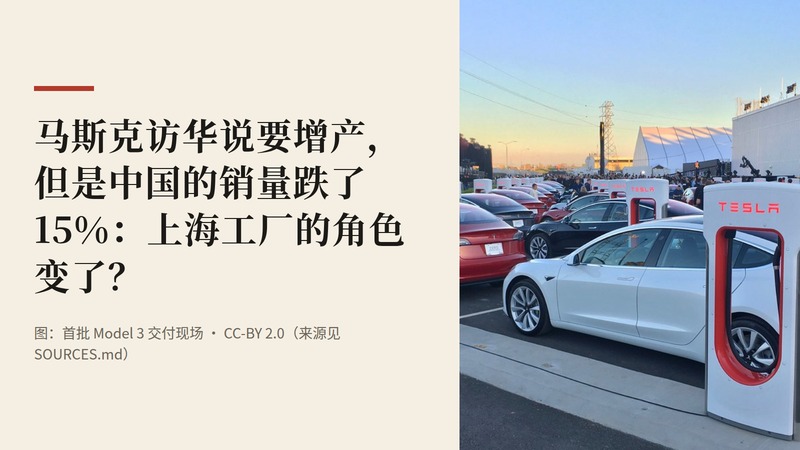 马斯克访华说要增产，
但是中国的销量跌了
15%：上海工厂的角色
变了？
图：首批 Model 3 交付现场 · CC-BY 2.0（来源见
SOURCES.md）
TESLA
TESLA